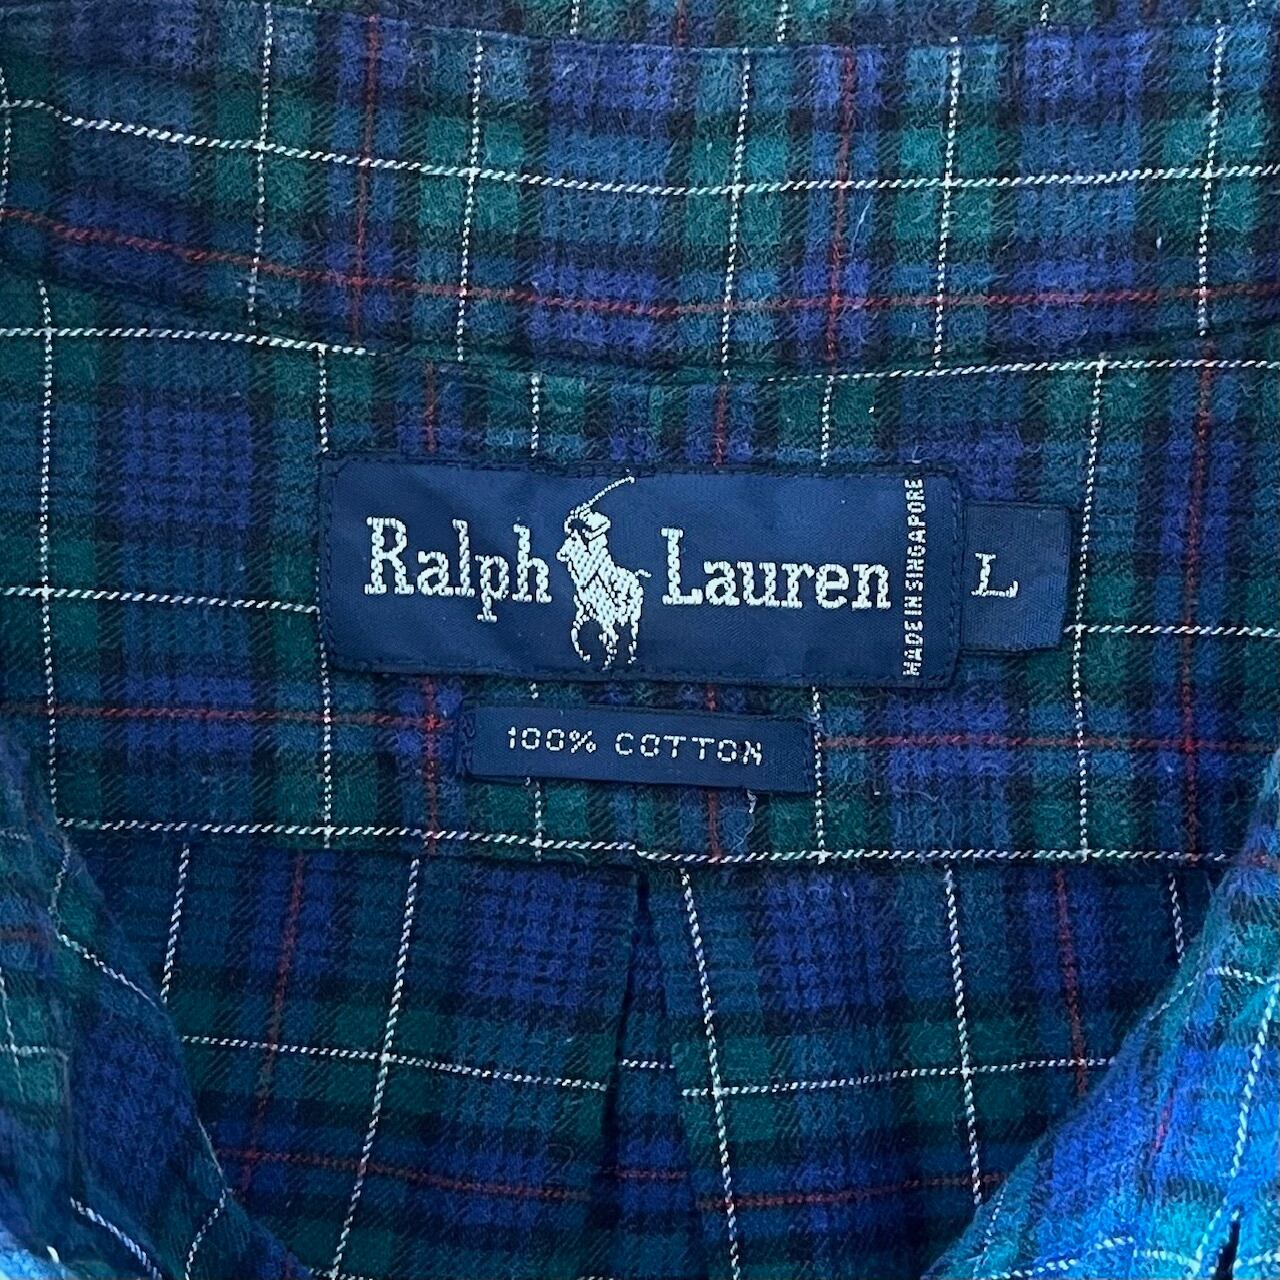 Ralph Lauren
MADE IN SINGAPORE
L
100% COTTON